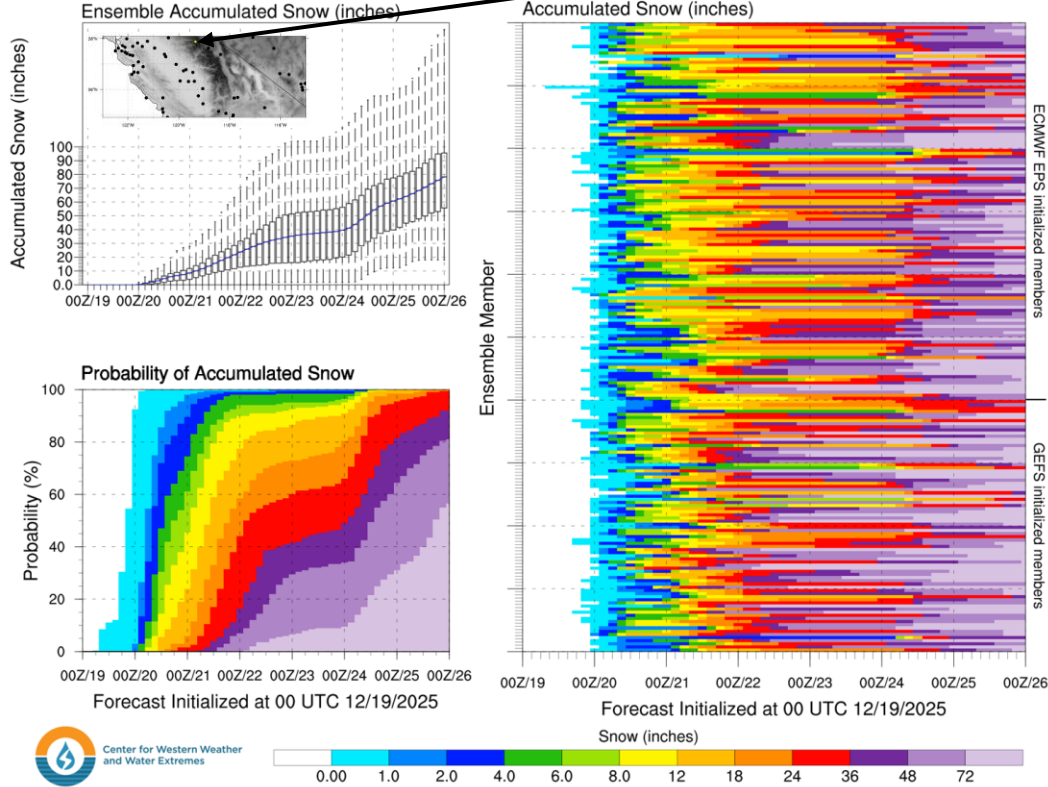 Ensemble Accumulated Snow (inches)
Accumulated Snow (inches)
100
90
80
70
60
50
40
30
20
10
0.0
00Z/19 00Z/20 00Z/21 00Z/22 00Z/23 00Z/24 00Z/25 00Z/26
Probability of Accumulated Snow
Probability (%)
100
80
60
40
20
0
00Z/19 00Z/20 00Z/21 00Z/22 00Z/23 00Z/24 00Z/25 00Z/26
Forecast Initialized at 00 UTC 12/19/2025
Accumulated Snow (inches)
Ensemble Member
ECMWF EPS initialized members
GEFS initialized members
00Z/19 00Z/20 00Z/21 00Z/22 00Z/23 00Z/24 00Z/25 00Z/26
Forecast Initialized at 00 UTC 12/19/2025
Center for Western Weather
and Water Extremes
Snow (inches)
0.00 1.0 2.0 4.0 6.0 8.0 12 18 24 36 48 72